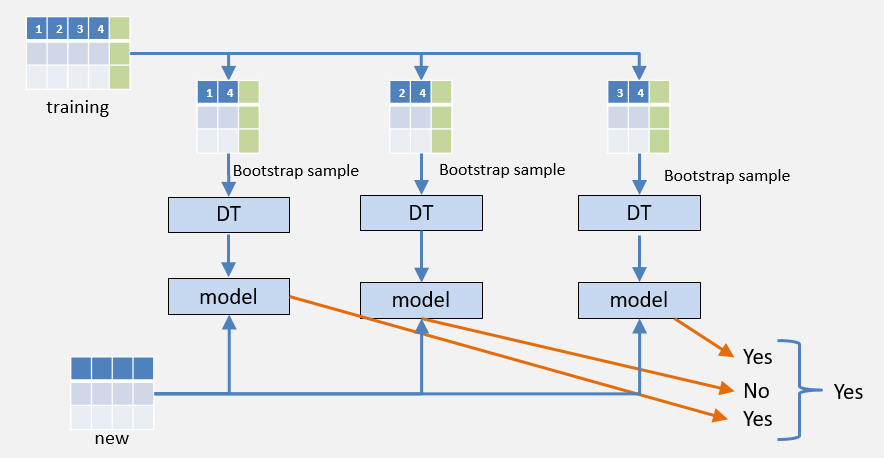 1 2 3 4
training
1 4
2 4
3 4
Bootstrap sample
Bootstrap sample
Bootstrap sample
DT
DT
DT
model
model
model
Yes
No
Yes
Yes
new